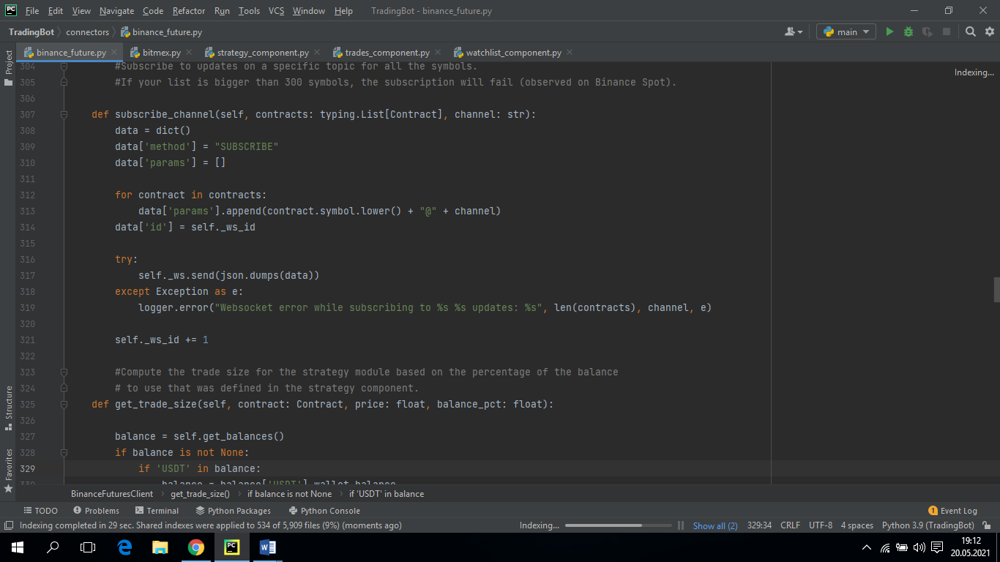 PC File Edit View Navigate Code Refactor Run Tools VCS Window Help TradingBot - binance_future.py
TradingBot connectors binance_future.py main
binance_future.py bitmex.py strategy_component.py trades_component.py watchlist_component.py
Project
Structure
Favorites
Indexing...
304 #Subscribe to updates on a specific topic for all the symbols.
305 #If your list is bigger than 300 symbols, the subscription will fail (observed on Binance Spot).
306
307 def subscribe_channel(self, contracts: typing.List[Contract], channel: str):
308 data = dict()
309 data['method'] = "SUBSCRIBE"
310 data['params'] = []
311
312 for contract in contracts:
313 data['params'].append(contract.symbol.lower() + "@" + channel)
314 data['id'] = self._ws_id
315
316 try:
317 self._ws.send(json.dumps(data))
318 except Exception as e:
319 logger.error("Websocket error while subscribing to %s %s updates: %s", len(contracts), channel, e)
320
321 self._ws_id += 1
322
323 #Compute the trade size for the strategy module based on the percentage of the balance
324 # to use that was defined in the strategy component.
325 def get_trade_size(self, contract: Contract, price: float, balance_pct: float):
326
327 balance = self.get_balances()
328 if balance is not None:
329 if 'USDT' in balance:
330 balance = balance['USDT'].wallet_balance
BinanceFuturesClient get_trade_size() if balance is not None if 'USDT' in balance
TODO Problems Terminal Python Packages Python Console 1 Event Log
Indexing completed in 29 sec. Shared indexes were applied to 534 of 5,909 files (9%) (moments ago) Indexing... Show all (2) 329:34 CRLF UTF-8 4 spaces Python 3.9 (TradingBot)
PC W 19:12
20.05.2021